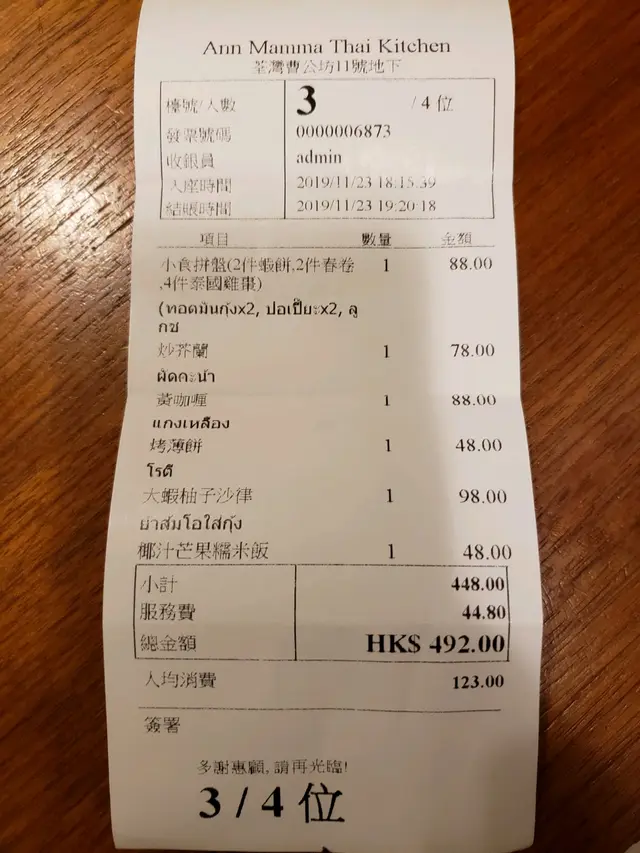 Ann Mamma Thai Kitchen
荃灣曹公坊11號地下
檯號/人數 3 / 4 位
發票號碼 0000006873
收銀員 admin
入座時間 2019/11/23 18:15:39
結賬時間 2019/11/23 19:20:18
項目 數量 金額
小食拼盤(2件蝦餅,2件春卷 1 88.00
,4件泰國雞棗)
(ทอดมันกุ้งx2, ปอเปี๊ยะx2, ลู
กช
炒芥蘭 1 78.00
ผัดคะน้า
黃咖喱 1 88.00
แกงเหลือง
烤薄餅 1 48.00
โรตี
大蝦柚子沙律 1 98.00
ยำส้มโอใส่กุ้ง
椰汁芒果糯米飯 1 48.00
小計 448.00
服務費 44.80
總金額 HK$ 492.00
人均消費 123.00
簽署
多謝惠顧, 請再光臨!
3 / 4 位